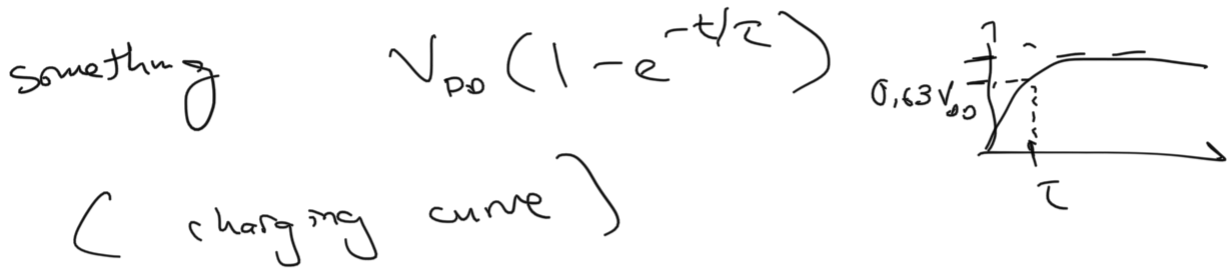 something V_DD (1 - e^-t/τ)
0,63 V_DD
τ
( charging curve )